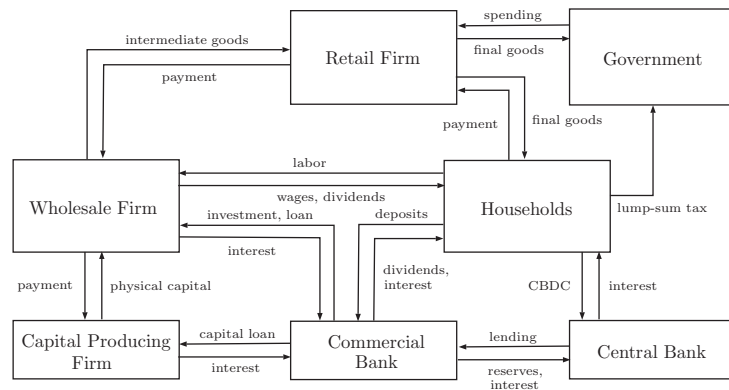 spending
intermediate goods
Retail Firm
final goods
Government
payment
payment
final goods
labor
Wholesale Firm
wages, dividends
Households
lump-sum tax
investment, loan
deposits
interest
dividends,
interest
payment
physical capital
CBDC
interest
Capital Producing
Firm
capital loan
interest
Commercial
Bank
lending
reserves,
interest
Central Bank